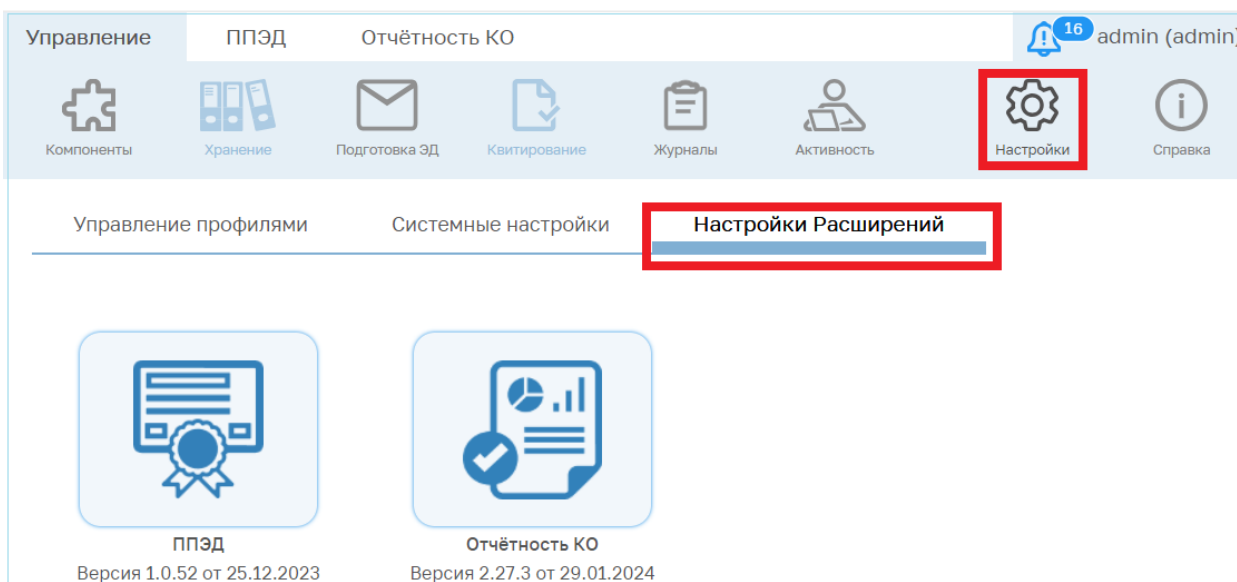 Управление ППЭД Отчётность КО 16 admin (admin)
Компоненты Хранение Подготовка ЭД Квитирование Журналы Активность Настройки Справка
Управление профилями Системные настройки Настройки Расширений
ППЭД Отчётность КО
Версия 1.0.52 от 25.12.2023 Версия 2.27.3 от 29.01.2024